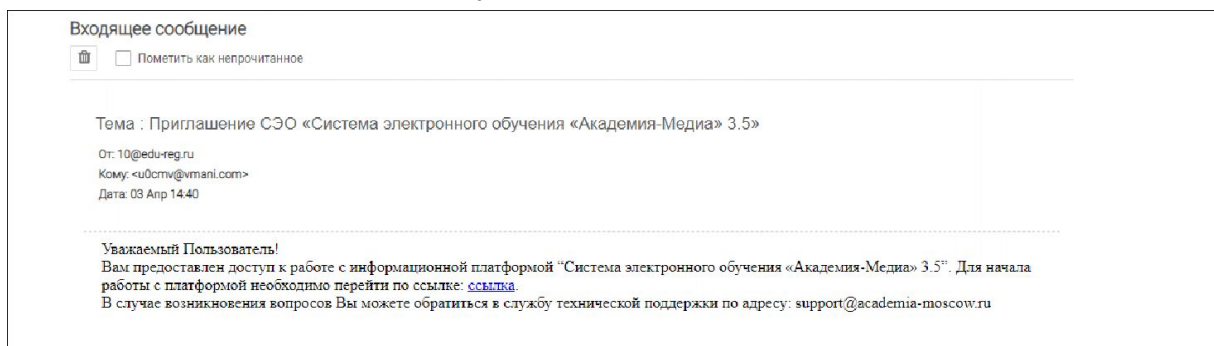 Входящее сообщение
Пометить как непрочитанное
Тема : Приглашение СЭО «Система электронного обучения «Академия-Медиа» 3.5»
От: 10@edu-reg.ru
Кому: <u0cmv@vmani.com>
Дата: 03 Апр 14:40
Уважаемый Пользователь!
Вам предоставлен доступ к работе с информационной платформой “Система электронного обучения «Академия-Медиа» 3.5”. Для начала
работы с платформой необходимо перейти по ссылке: ссылка.
В случае возникновения вопросов Вы можете обратиться в службу технической поддержки по адресу: support@academia-moscow.ru